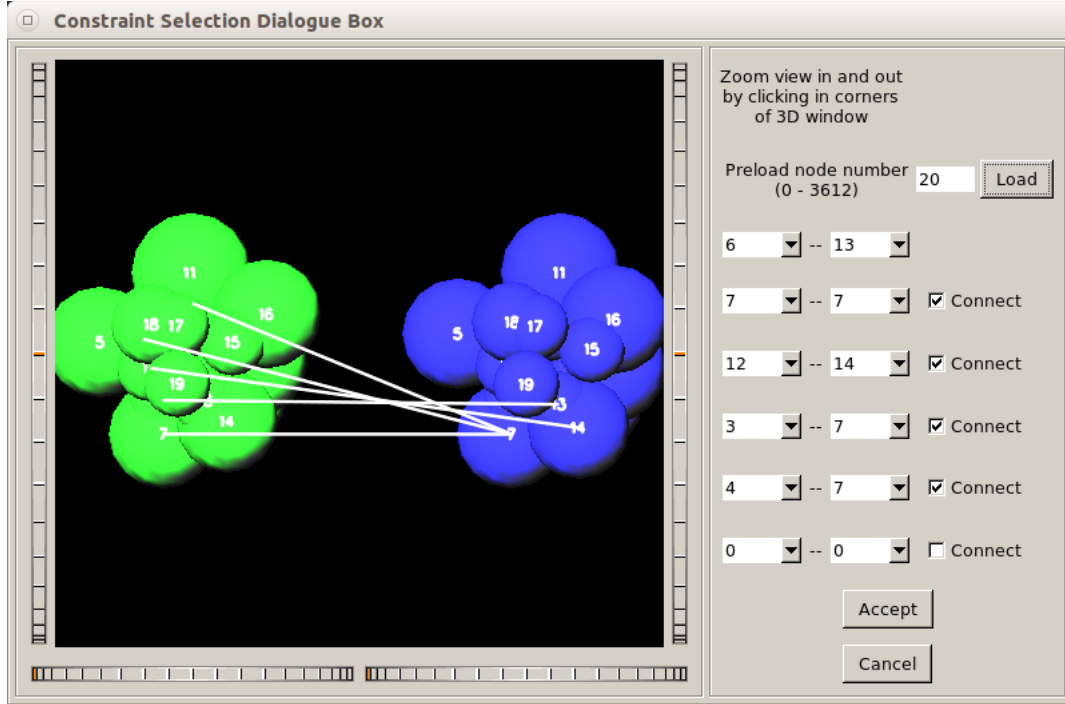 Constraint Selection Dialogue Box
Zoom view in and out
by clicking in corners
of 3D window
Preload node number
(0 - 3612)
20
Load
6 -- 13
7 -- 7 Connect
12 -- 14 Connect
3 -- 7 Connect
4 -- 7 Connect
0 -- 0 Connect
Accept
Cancel
11
16
18 17
5
15
19
14
7
11
16
18 17
5
15
19
14
7